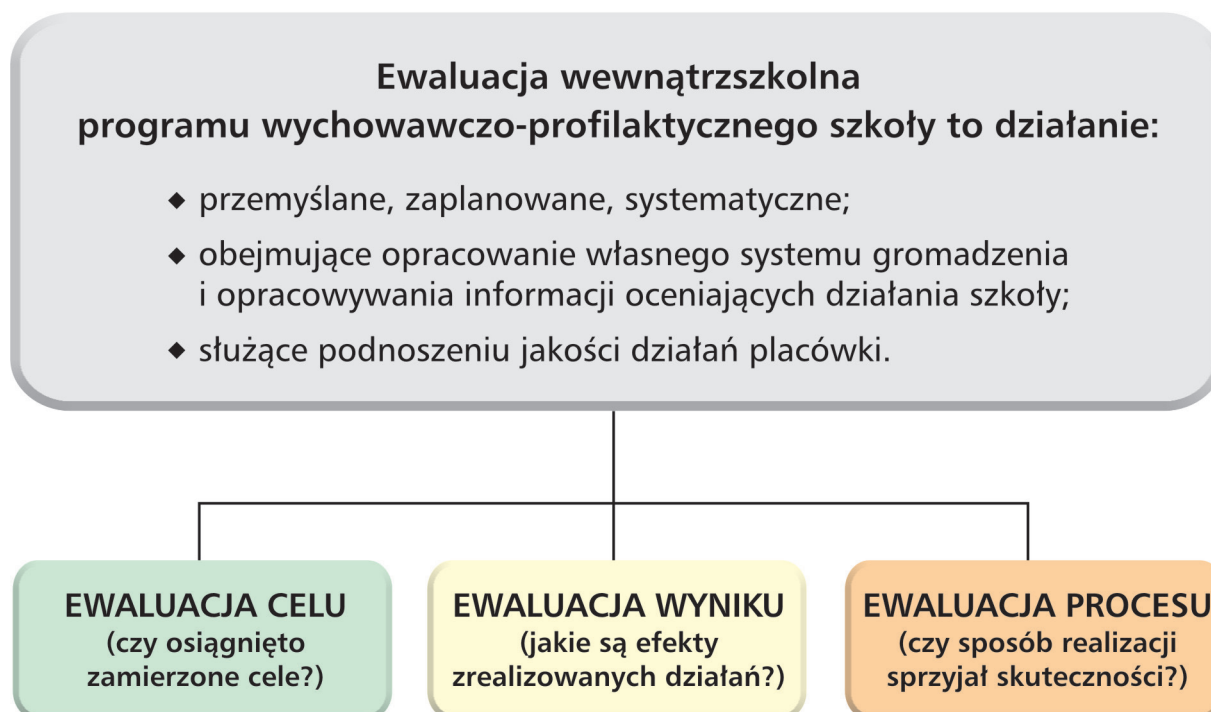 Ewaluacja wewnątrzszkolna
programu wychowawczo-profilaktycznego szkoły to działanie:
◆ przemyślane, zaplanowane, systematyczne;
◆ obejmujące opracowanie własnego systemu gromadzenia
i opracowywania informacji oceniających działania szkoły;
◆ służące podnoszeniu jakości działań placówki.
EWALUACJA CELU
(czy osiągnięto
zamierzone cele?)
EWALUACJA WYNIKU
(jakie są efekty
zrealizowanych działań?)
EWALUACJA PROCESU
(czy sposób realizacji
sprzyjał skuteczności?)